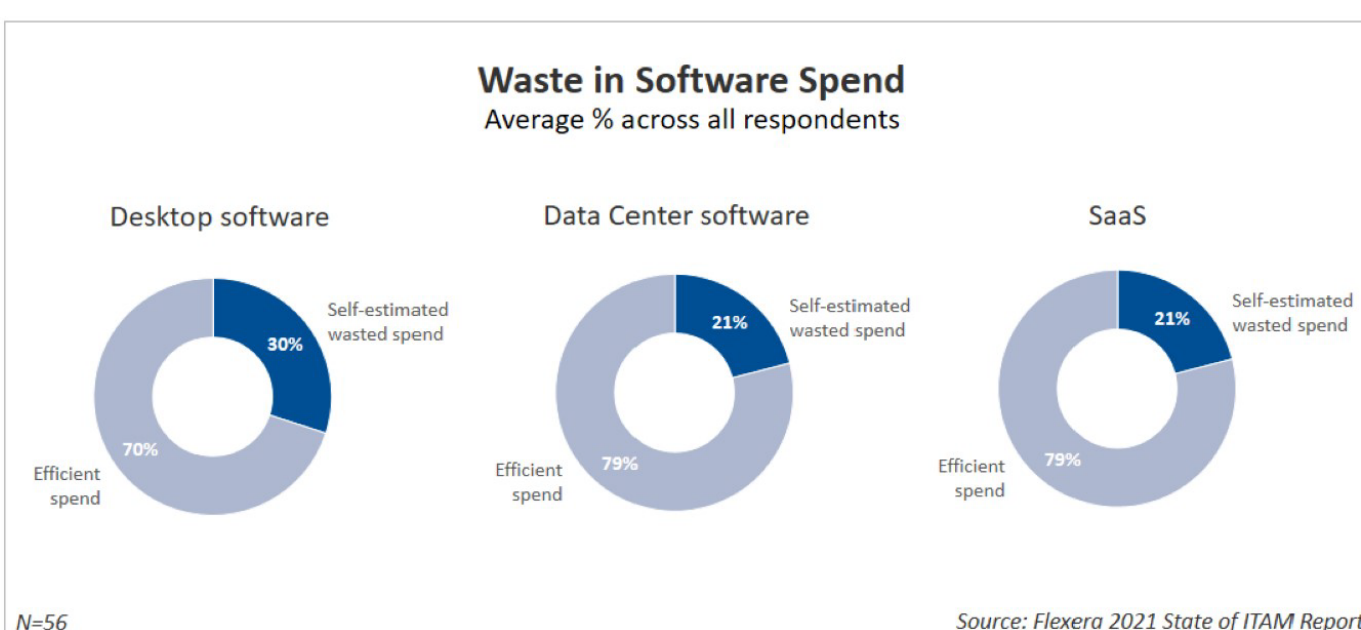 Waste in Software Spend
Average % across all respondents
Desktop software
Self-estimated
wasted spend
30%
70%
Efficient
spend
Data Center software
Self-estimated
wasted spend
21%
79%
Efficient
spend
SaaS
Self-estimated
wasted spend
21%
79%
Efficient
spend
N=56
Source: Flexera 2021 State of ITAM Report